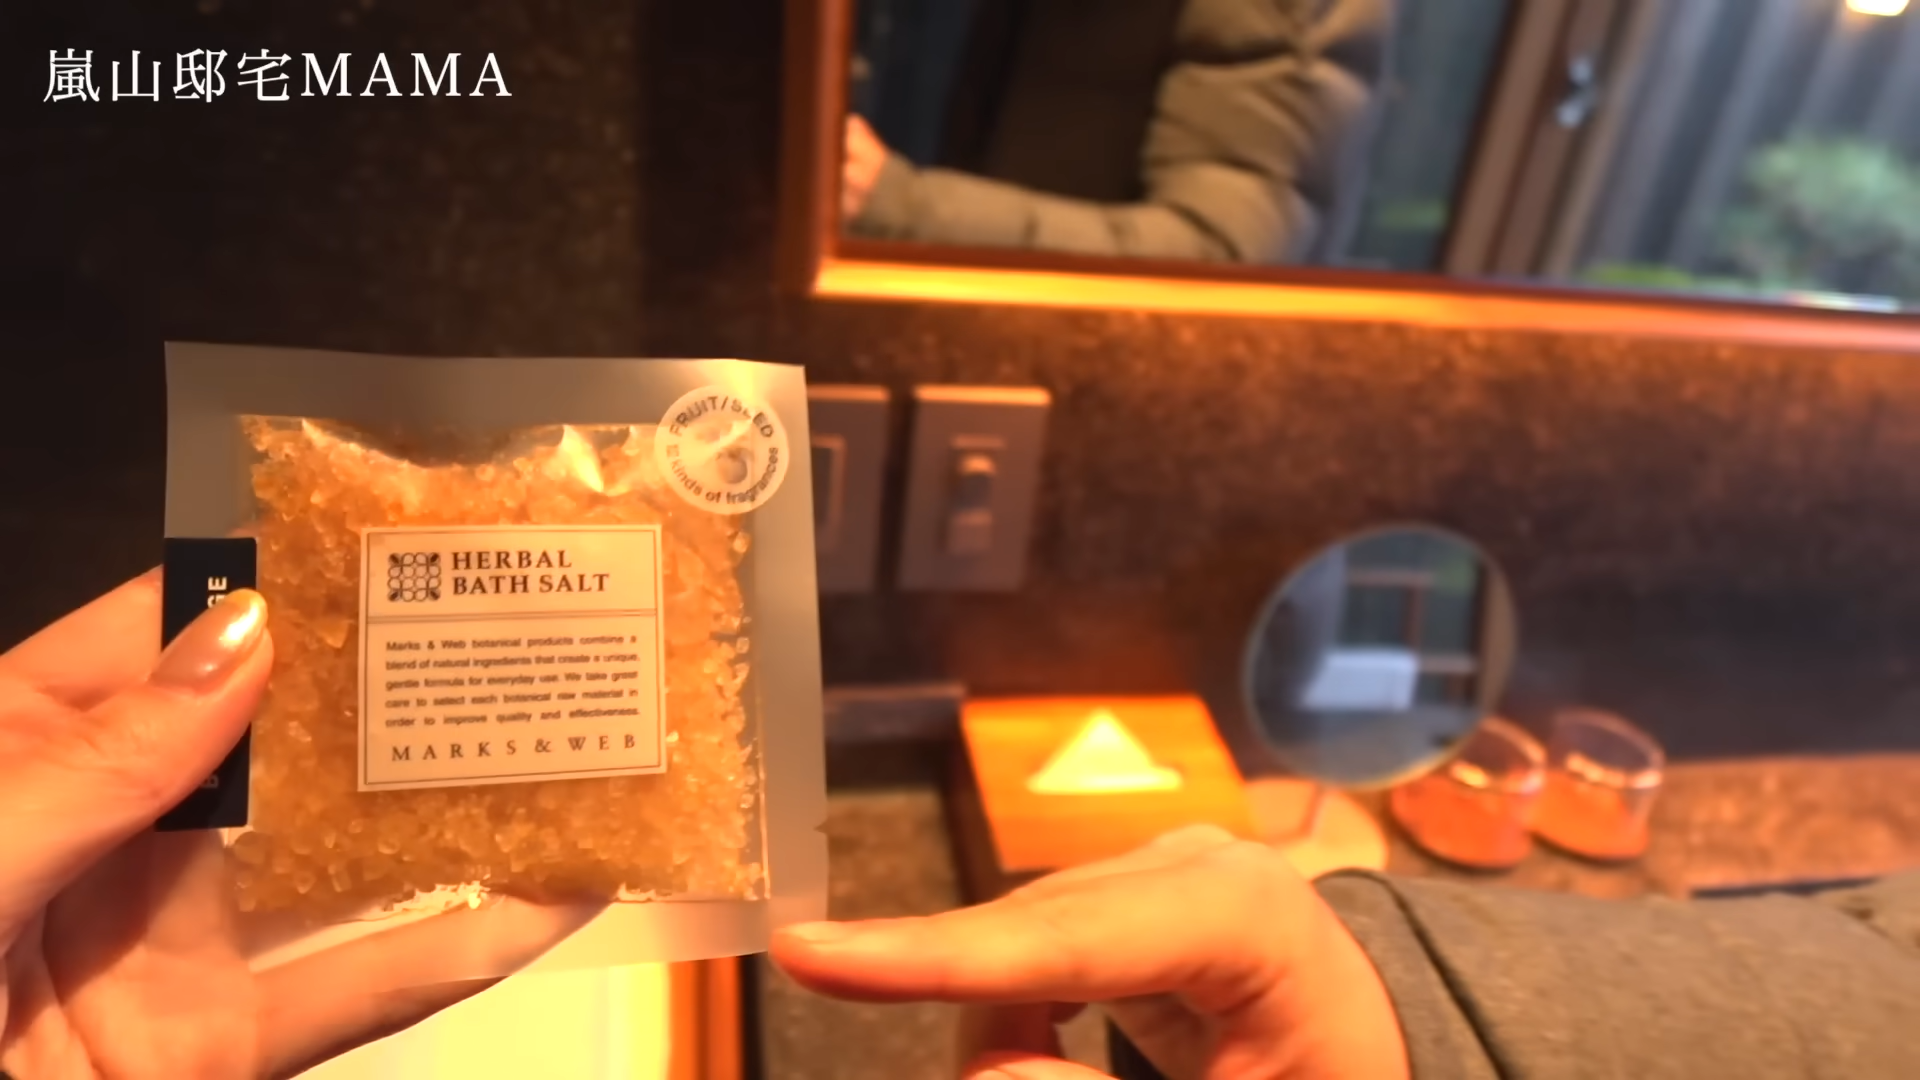 嵐山邸宅MAMA
FRUIT/SEED
kinds of fragrances
HERBAL
BATH SALT
Marks & Web botanical products combine a
blend of natural ingredients that create a unique,
gentle formula for everyday use. We take great
care to select each botanical raw material in
order to improve quality and effectiveness.
MARKS & WEB